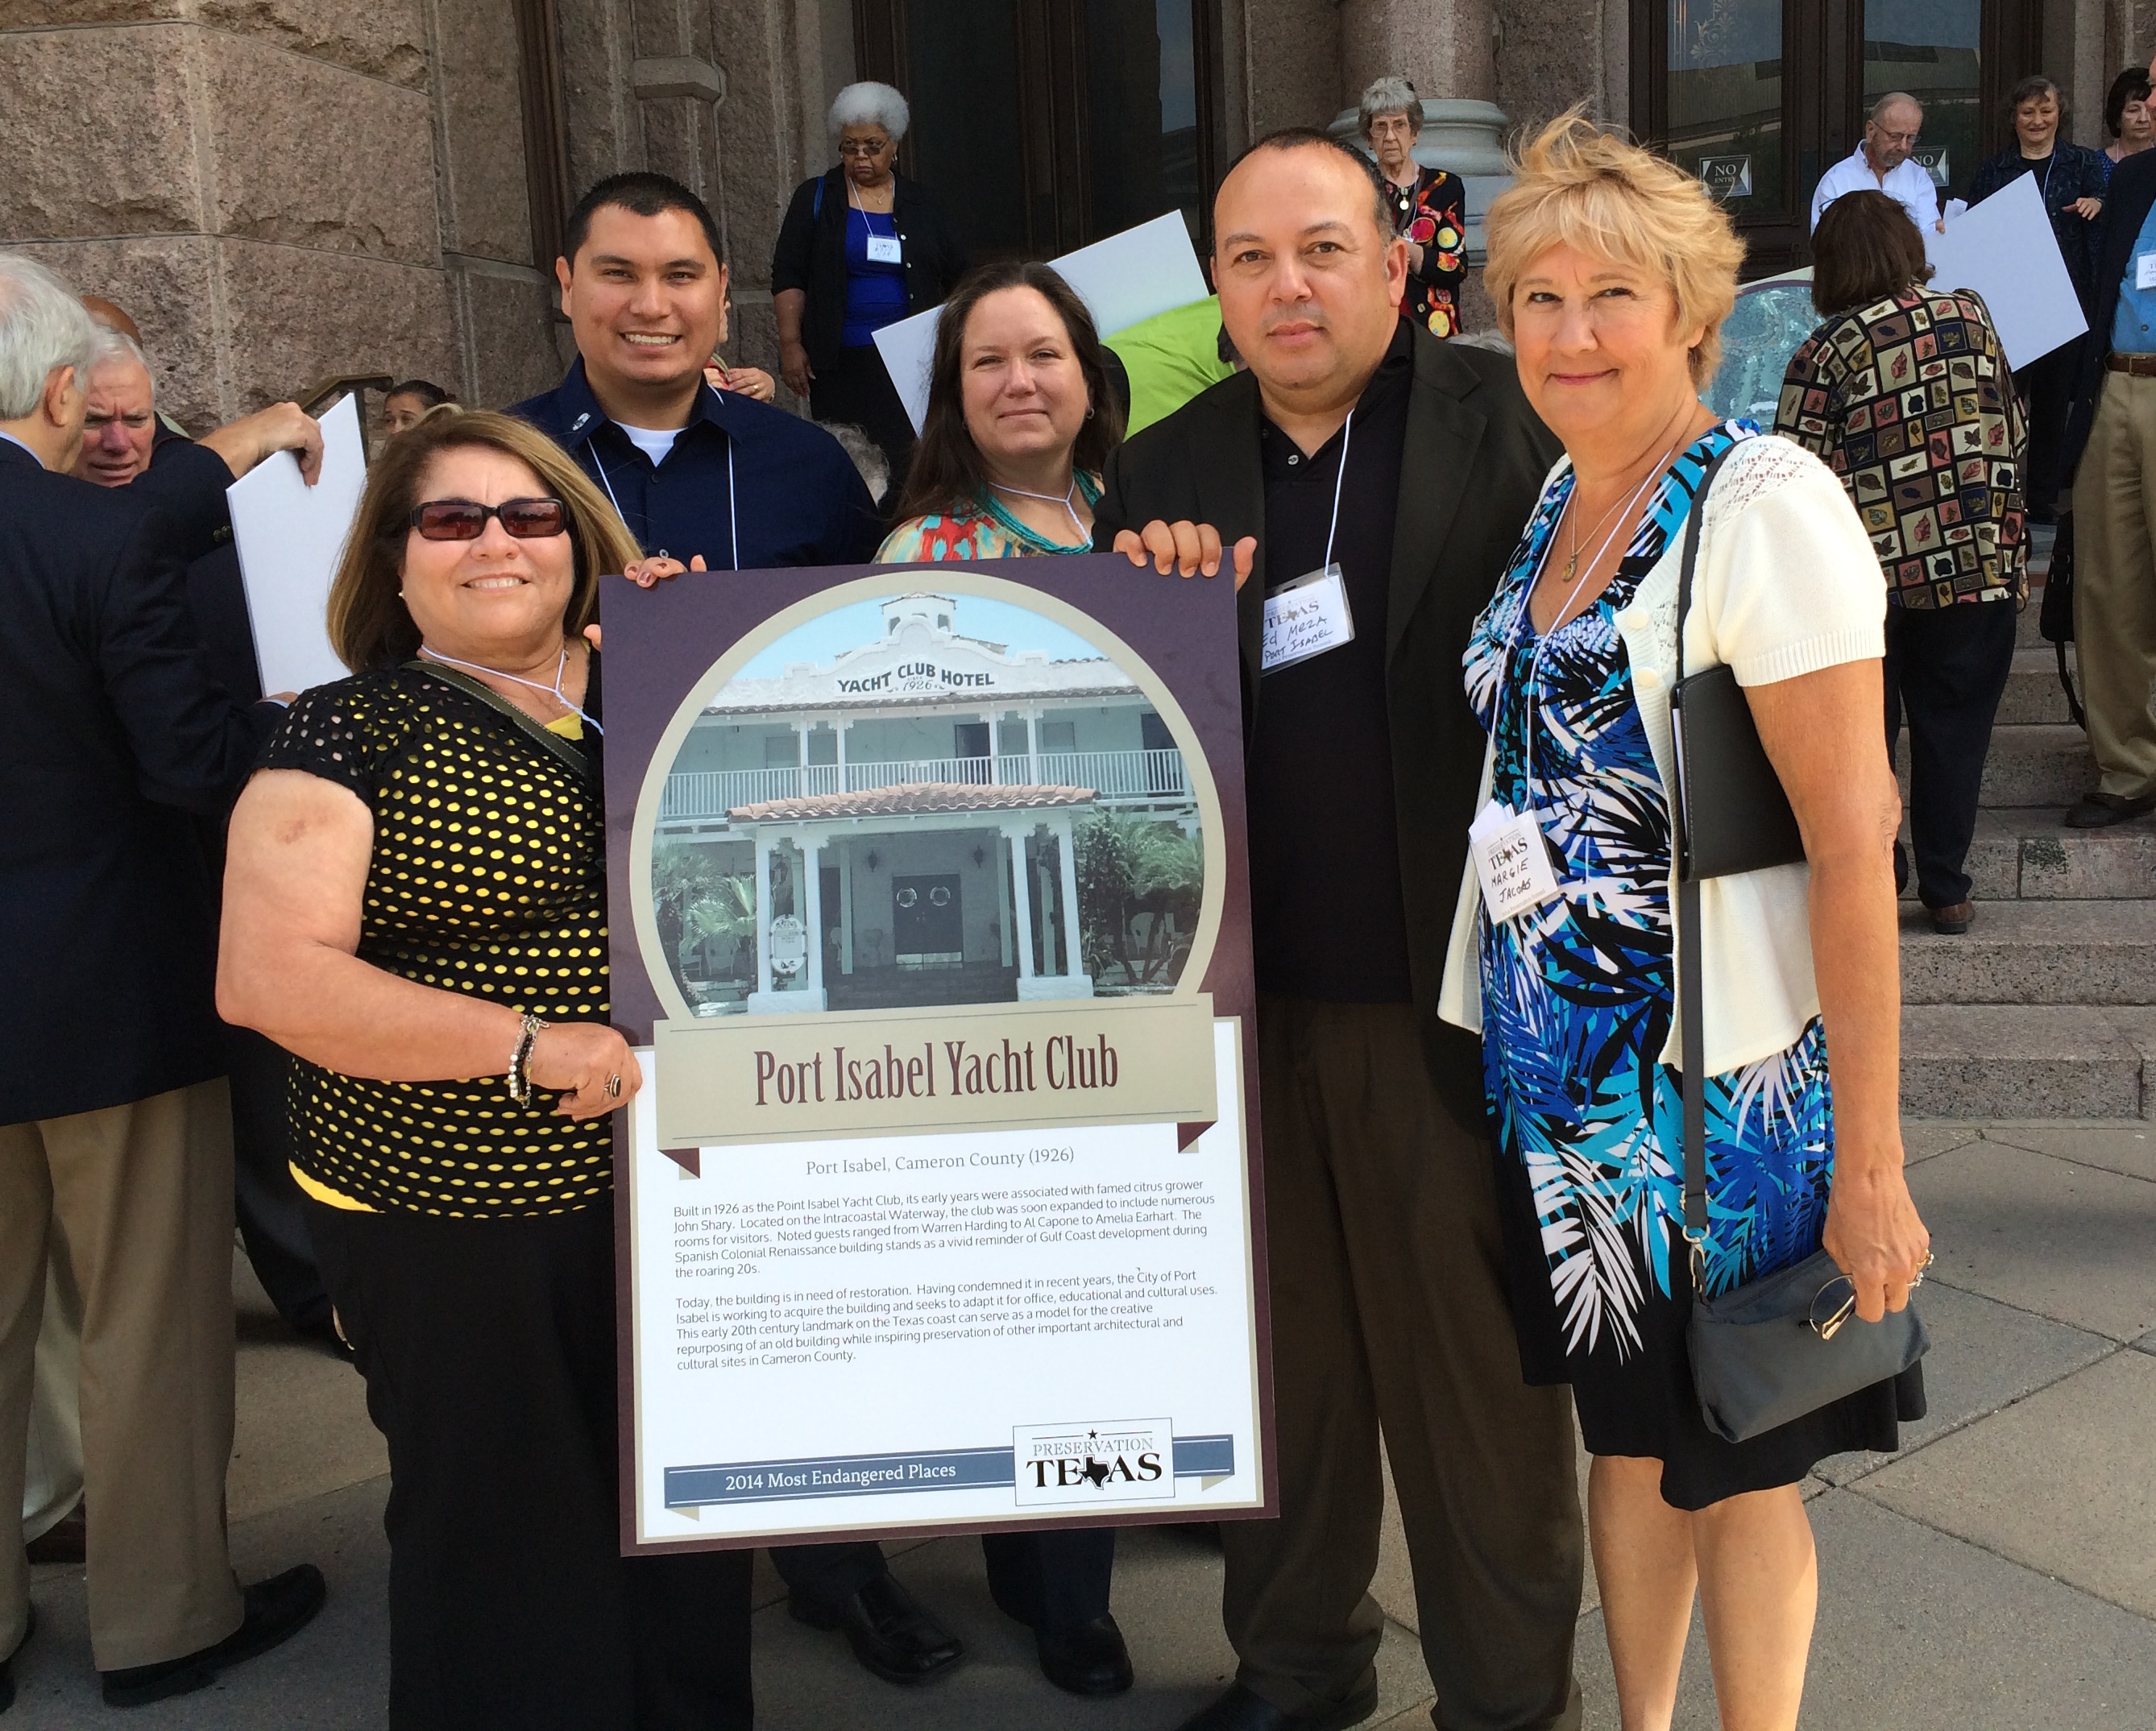 NO
ENTRY
NO
TEXAS
Ed Meza
Port Isabel
YACHT CLUB HOTEL
1926
TEXAS
MARGIE
JACOBS
Port Isabel Yacht Club
Port Isabel, Cameron County (1926)
Built in 1926 as the Point Isabel Yacht Club, its early years were associated with famed citrus grower
John Shary. Located on the Intracoastal Waterway, the club was soon expanded to include numerous
rooms for visitors. Noted guests ranged from Warren Harding to Al Capone to Amelia Earhart. The
Spanish Colonial Renaissance building stands as a vivid reminder of Gulf Coast development during
the roaring 20s.
Today, the building is in need of restoration. Having condemned it in recent years, the City of Port
Isabel is working to acquire the building and seeks to adapt it for office, educational and cultural uses.
This early 20th century landmark on the Texas coast can serve as a model for the creative
repurposing of an old building while inspiring preservation of other important architectural and
cultural sites in Cameron County.
2014 Most Endangered Places
PRESERVATION
TEXAS